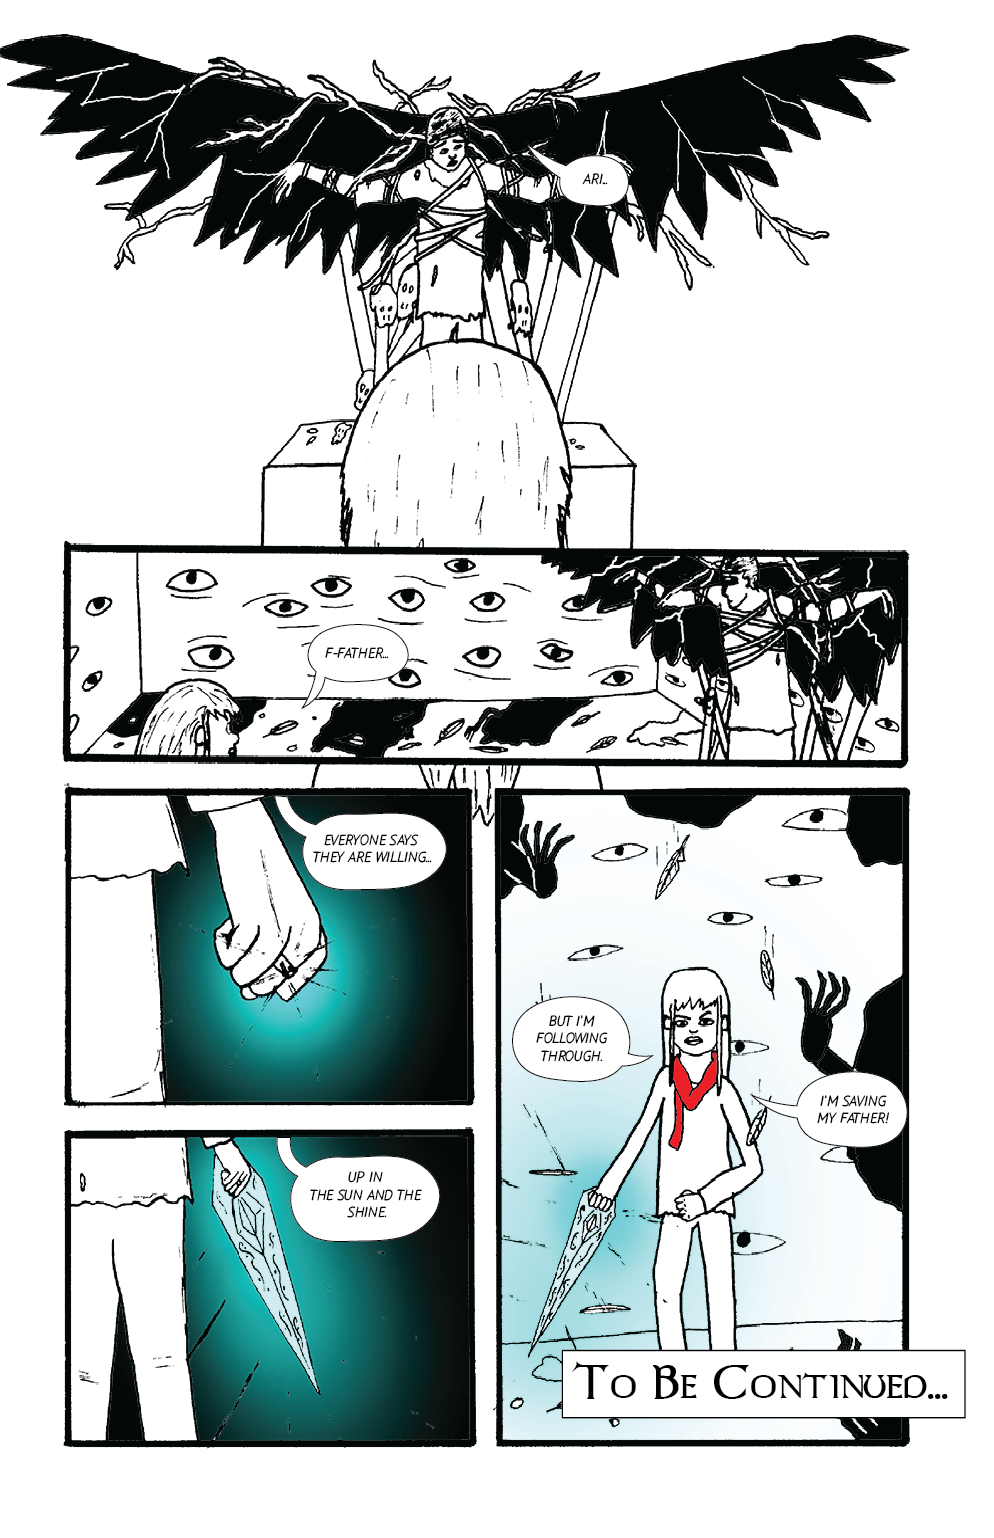 ARI...
F-FATHER...
EVERYONE SAYS
THEY ARE WILLING...
UP IN
THE SUN AND THE
SHINE.
BUT I'M
FOLLOWING
THROUGH.
I'M SAVING
MY FATHER!
TO BE CONTINUED...